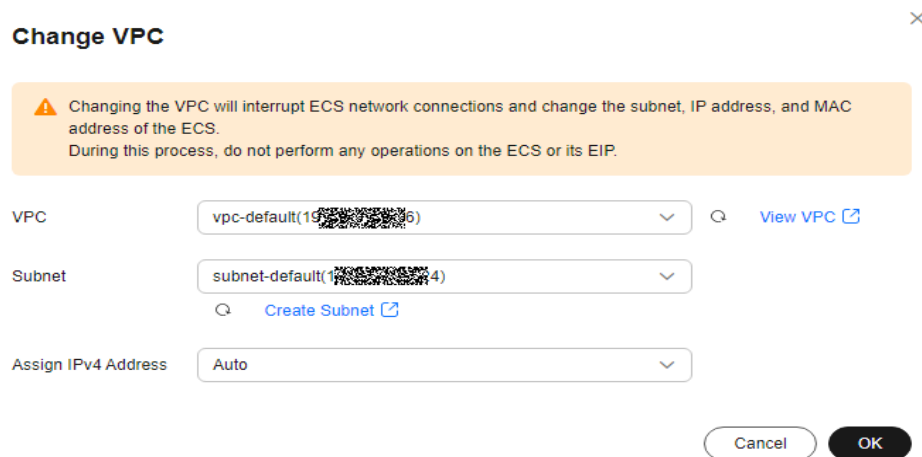 Change VPC
Changing the VPC will interrupt ECS network connections and change the subnet, IP address, and MAC
address of the ECS.
During this process, do not perform any operations on the ECS or its EIP.
VPC
vpc-default(19 6)
View VPC
Subnet
subnet-default(1 4)
Create Subnet
Assign IPv4 Address
Auto
Cancel
OK